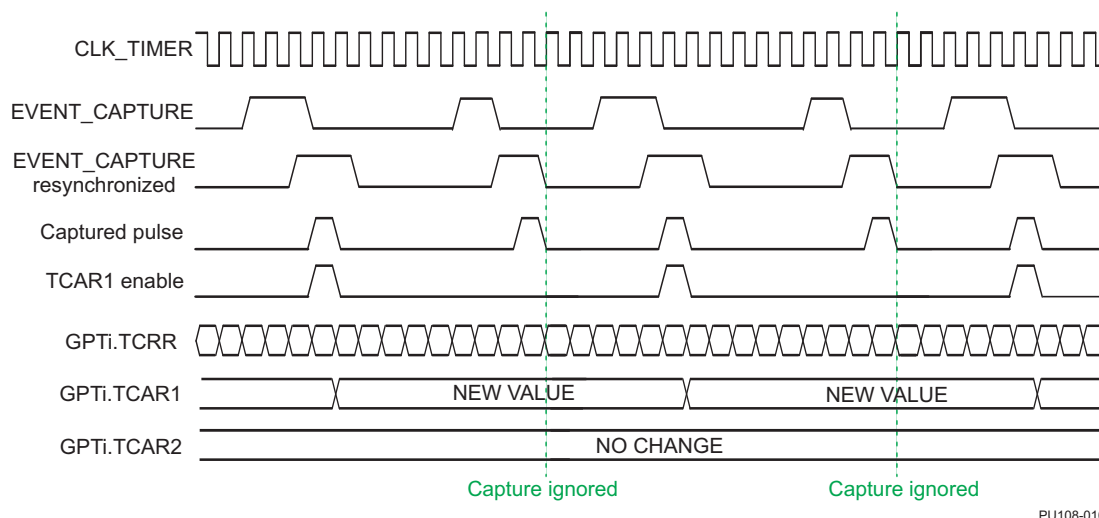 CLK_TIMER
EVENT_CAPTURE
EVENT_CAPTURE
resynchronized
Captured pulse
TCAR1 enable
GPTi.TCRR
GPTi.TCAR1
NEW VALUE
NEW VALUE
GPTi.TCAR2
NO CHANGE
Capture ignored
Capture ignored